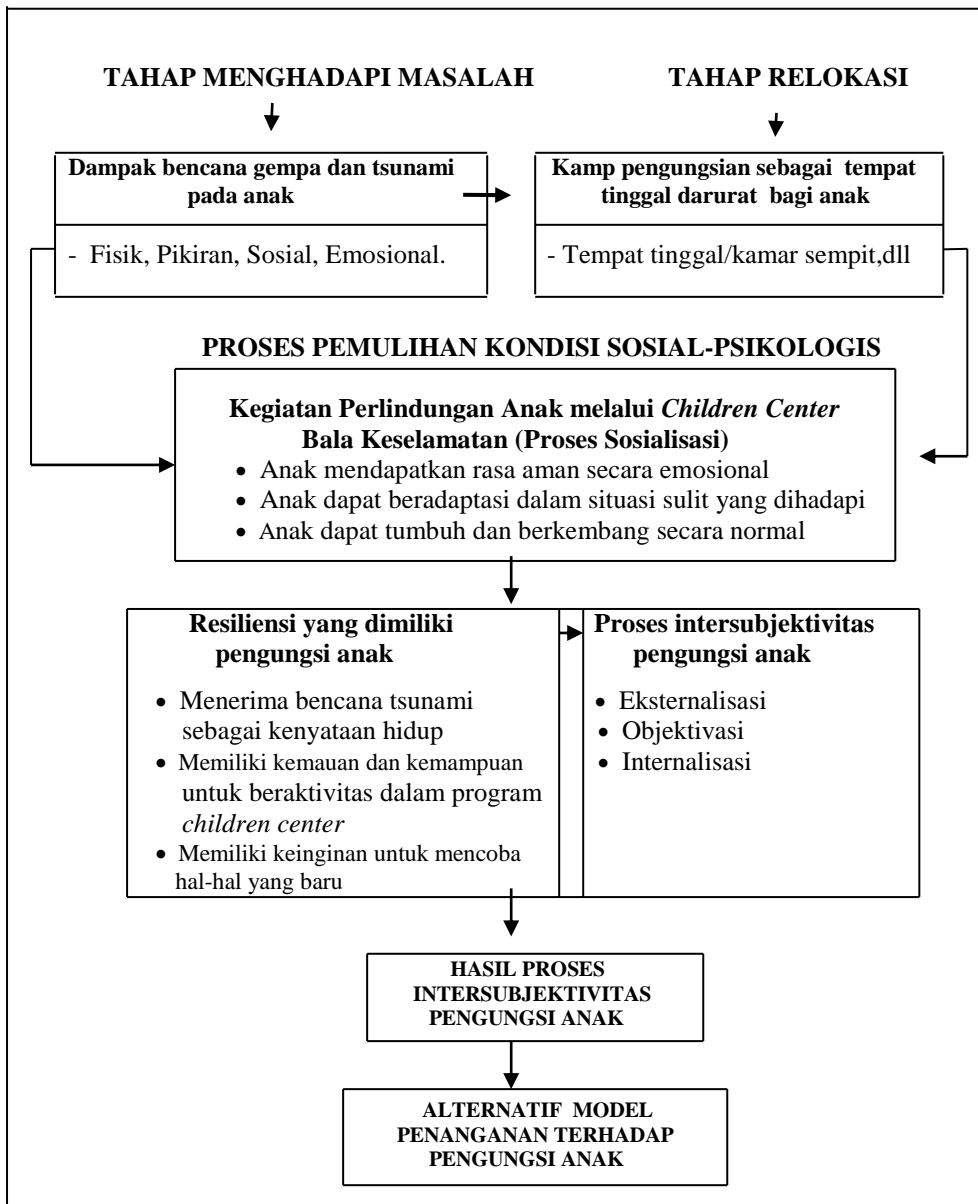 TAHAP MENGHADAPI MASALAH
TAHAP RELOKASI
Dampak bencana gempa dan tsunami
pada anak
- Fisik, Pikiran, Sosial, Emosional.
Kamp pengungsian sebagai tempat
tinggal darurat bagi anak
- Tempat tinggal/kamar sempit,dll
PROSES PEMULIHAN KONDISI SOSIAL-PSIKOLOGIS
Kegiatan Perlindungan Anak melalui Children Center
Bala Keselamatan (Proses Sosialisasi)
• Anak mendapatkan rasa aman secara emosional
• Anak dapat beradaptasi dalam situasi sulit yang dihadapi
• Anak dapat tumbuh dan berkembang secara normal
Resiliensi yang dimiliki
pengungsi anak
• Menerima bencana tsunami
sebagai kenyataan hidup
• Memiliki kemauan dan kemampuan
untuk beraktivitas dalam program
children center
• Memiliki keinginan untuk mencoba
hal-hal yang baru
Proses intersubjektivitas
pengungsi anak
• Eksternalisasi
• Objektivasi
• Internalisasi
HASIL PROSES
INTERSUBJEKTIVITAS
PENGUNGSI ANAK
ALTERNATIF MODEL
PENANGANAN TERHADAP
PENGUNGSI ANAK